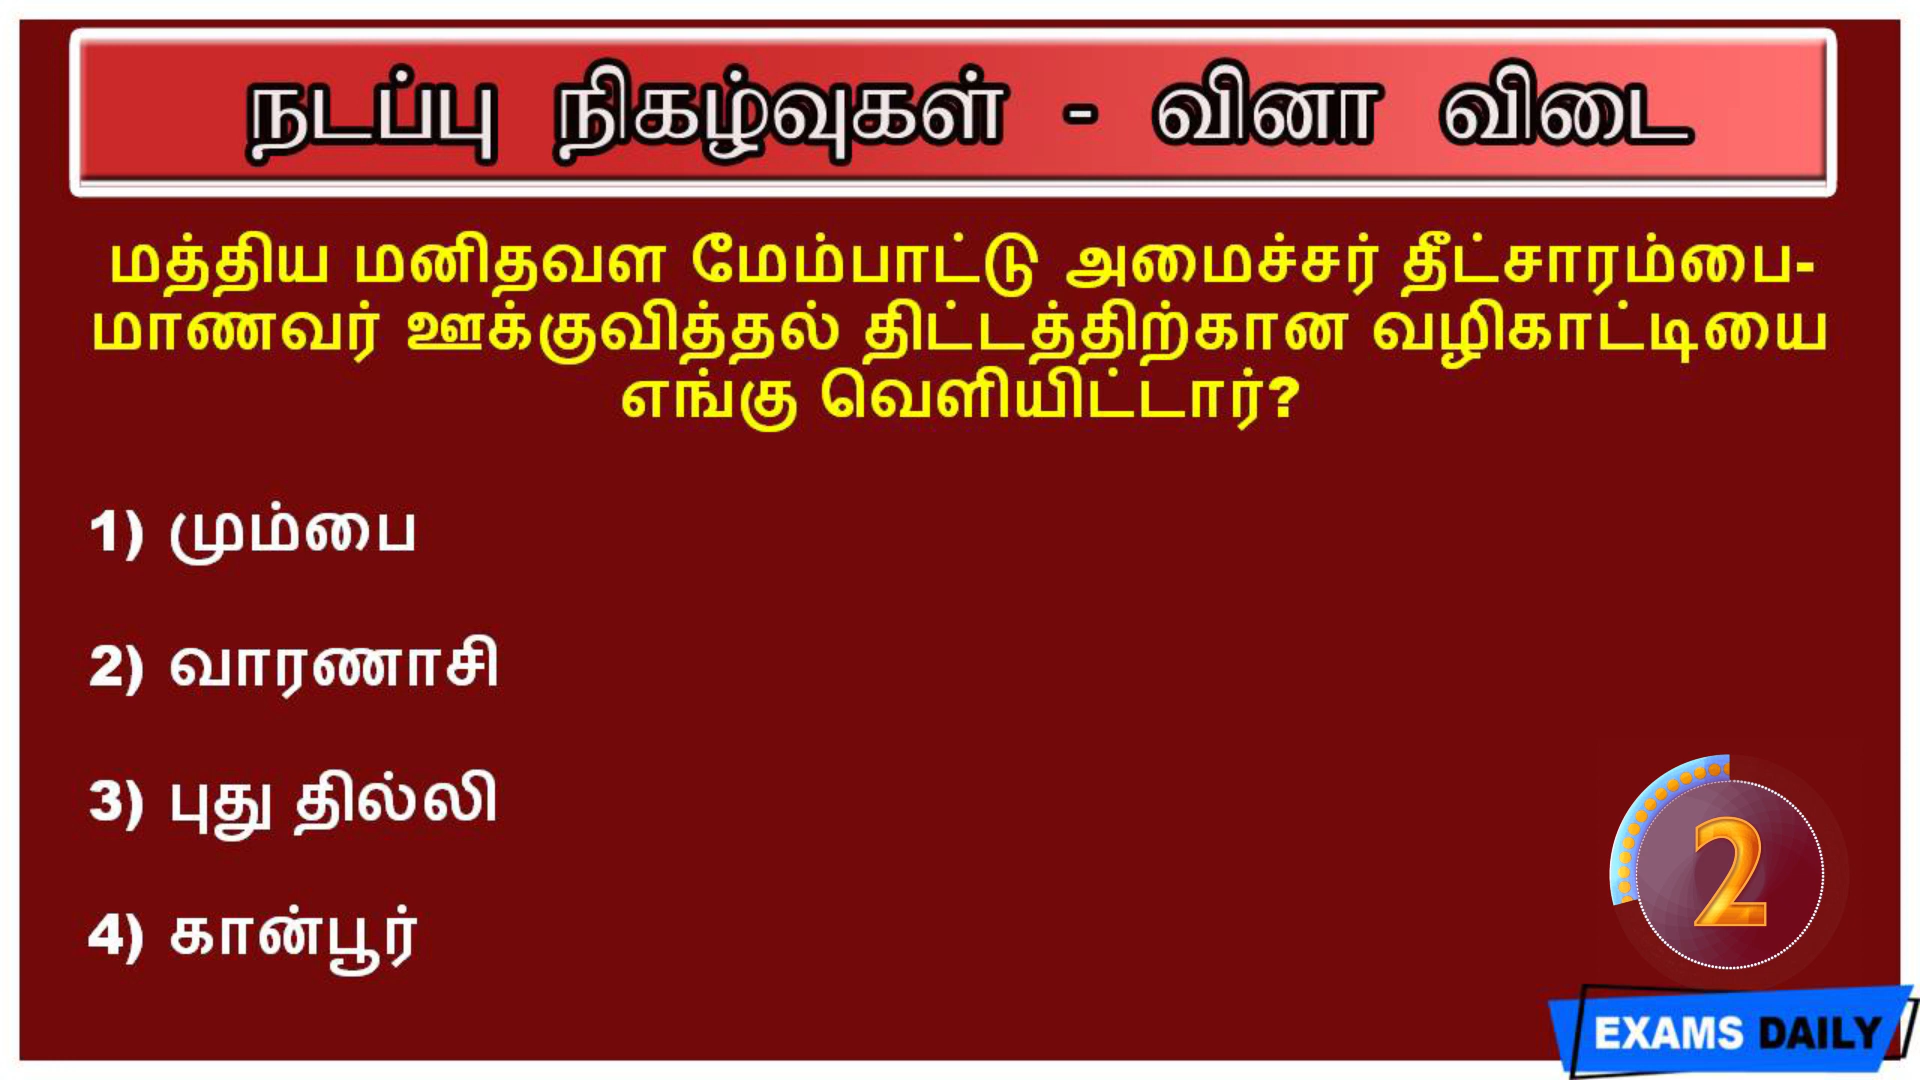 நடப்பு நிகழ்வுகள் - வினா விடை
மத்திய மனிதவள மேம்பாட்டு அமைச்சர் தீட்சாரம்பை-
மாணவர் ஊக்குவித்தல் திட்டத்திற்கான வழிகாட்டியை
எங்கு வெளியிட்டார்?
1) மும்பை
2) வாரணாசி
3) புது தில்லி
4) கான்பூர்
2
EXAMS DAILY